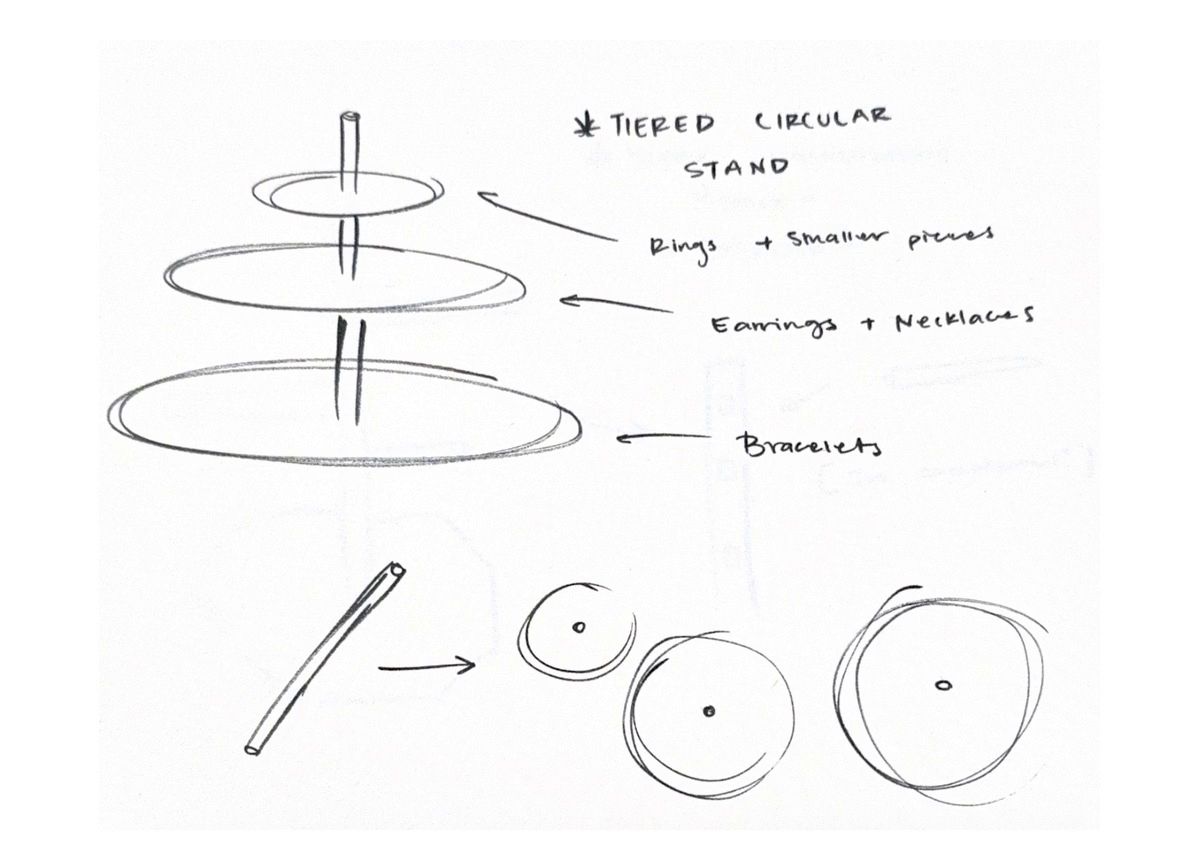 * TIERED CIRCULAR
STAND
Rings + Smaller pieces
Earrings + Necklaces
Bracelets